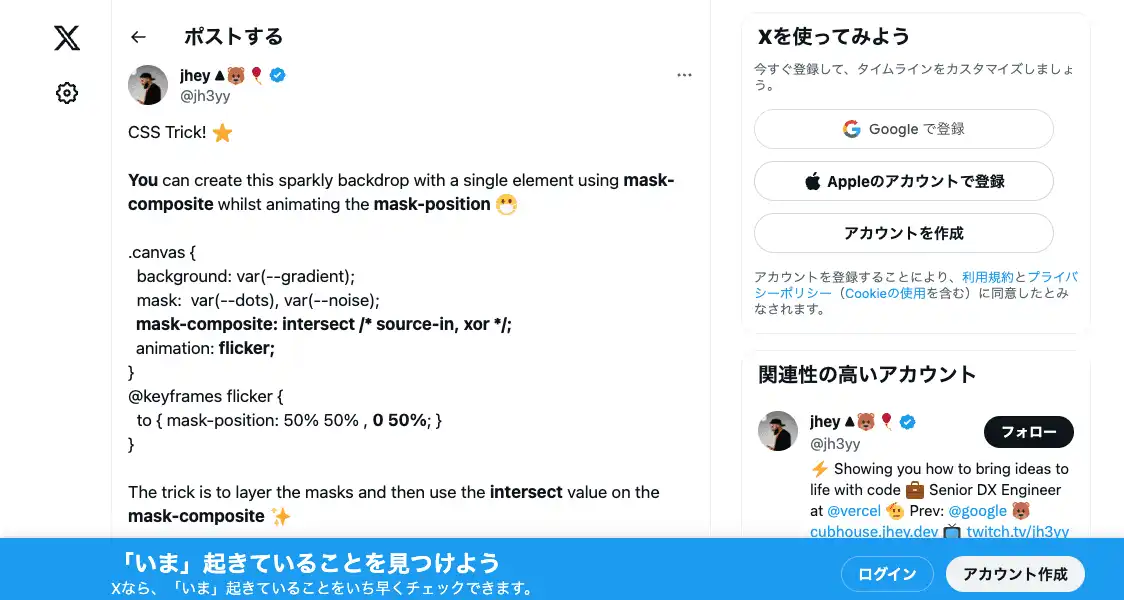 ポストする
jhey
@jh3yy
CSS Trick!
You can create this sparkly backdrop with a single element using mask-
composite whilst animating the mask-position
.canvas {
background: var(--gradient);
mask:  var(--dots), var(--noise);
mask-composite: intersect /* source-in, xor */;
animation: flicker;
}
@keyframes flicker {
to { mask-position: 50% 50% , 0 50%; }
}
The trick is to layer the masks and then use the intersect value on the
mask-composite
Xを使ってみよう
今すぐ登録して、タイムラインをカスタマイズしましょ
う。
Google で登録
Appleのアカウントで登録
アカウントを作成
アカウントを登録することにより、利用規約とプライバ
シーポリシー（Cookieの使用を含む）に同意したとみ
なされます。
関連性の高いアカウント
jhey
@jh3yy
フォロー
Showing you how to bring ideas to
life with code Senior DX Engineer
at @vercel Prev: @google
cubhouse.jhey.dev twitch.tv/jh3yy
「いま」起きていることを見つけよう
Xなら、「いま」起きていることをいち早くチェックできます。
ログイン
アカウント作成